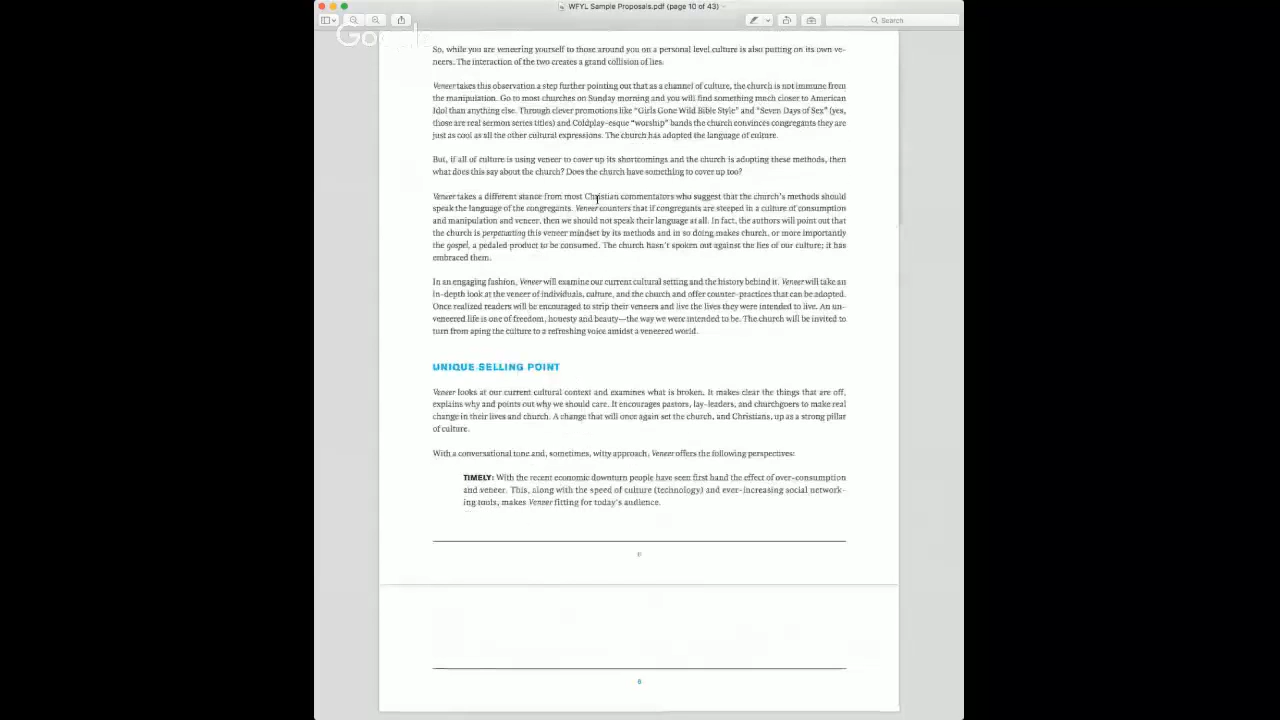 WFYL Sample Proposals.pdf (page 10 of 43)
Search
So, while you are veneering yourself to those around you on a personal level culture is also putting on its own ve-
neers. The interaction of the two creates a grand collision of lies.
Veneer takes this observation a step further pointing out that as a channel of culture, the church is not immune from
the manipulation. Go to most churches on Sunday morning and you will find something much closer to American
Idol than anything else. Through clever promotions like “Girls Gone Wild Bible Style” and “Seven Days of Sex” (yes,
those are real sermon series titles) and Coldplay-esque “worship” bands the church convinces congregants they are
just as cool as all the other cultural expressions. The church has adopted the language of culture.
But, if all of culture is using veneer to cover up its shortcomings and the church is adopting these methods, then
what does this say about the church? Does the church have something to cover up too?
Veneer takes a different stance from most Christian commentators who suggest that the church's methods should
speak the language of the congregants. Veneer counters that if congregants are steeped in a culture of consumption
and manipulation and veneer, then we should not speak their language at all. In fact, the authors will point out that
the church is perpetuating this veneer mindset by its methods and in so doing makes church, or more importantly
the gospel, a pedaled product to be consumed. The church hasn't spoken out against the lies of our culture; it has
embraced them.
In an engaging fashion, Veneer will examine our current cultural setting and the history behind it. Veneer will take an
in-depth look at the veneer of individuals, culture, and the church and offer counter-practices that can be adopted.
Once realized readers will be encouraged to strip their veneers and live the lives they were intended to live. An un-
veneered life is one of freedom, honesty and beauty—the way we were intended to be. The church will be invited to
turn from aping the culture to a refreshing voice amidst a veneered world.
UNIQUE SELLING POINT
Veneer looks at our current cultural context and examines what is broken. It makes clear the things that are off,
explains why and points out why we should care. It encourages pastors, lay-leaders, and churchgoers to make real
change in their lives and church. A change that will once again set the church, and Christians, up as a strong pillar
of culture.
With a conversational tone and, sometimes, witty approach, Veneer offers the following perspectives:
TIMELY: With the recent economic downturn people have seen first hand the effect of over-consumption
and veneer. This, along with the speed of culture (technology) and ever-increasing social network-
ing tools, makes Veneer fitting for today's audience.
6